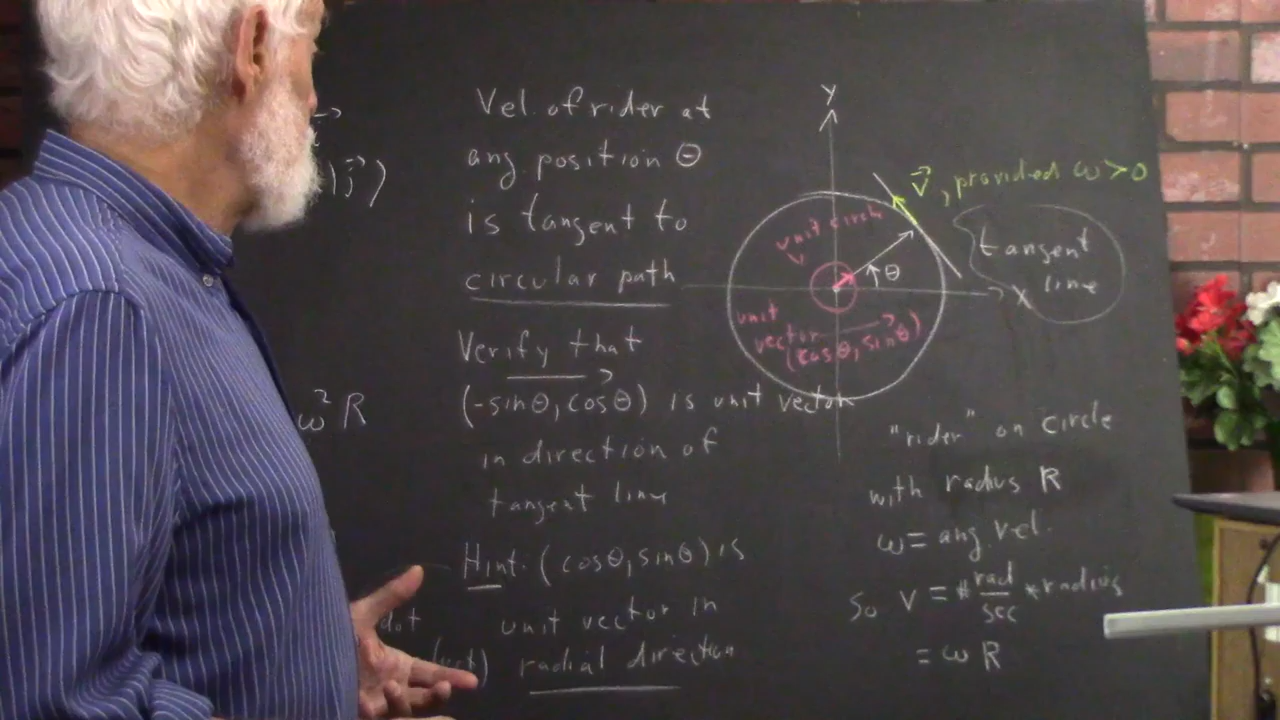 j)
ω² R
dot
Vel. of rider at
any position θ
is tangent to
circular path
Verify that
(-sinθ, cosθ) is unit vector
in direction of
tangent line
Hint: (cosθ, sinθ) is
unit vector in
radial direction
Y
V, provided ω>0
unit circle
θ
tangent
line
X
unit
vector
(cosθ, sinθ)
"rider" on circle
with radius R
ω = ang vel.
So V = # rad/sec * radius
= ω R